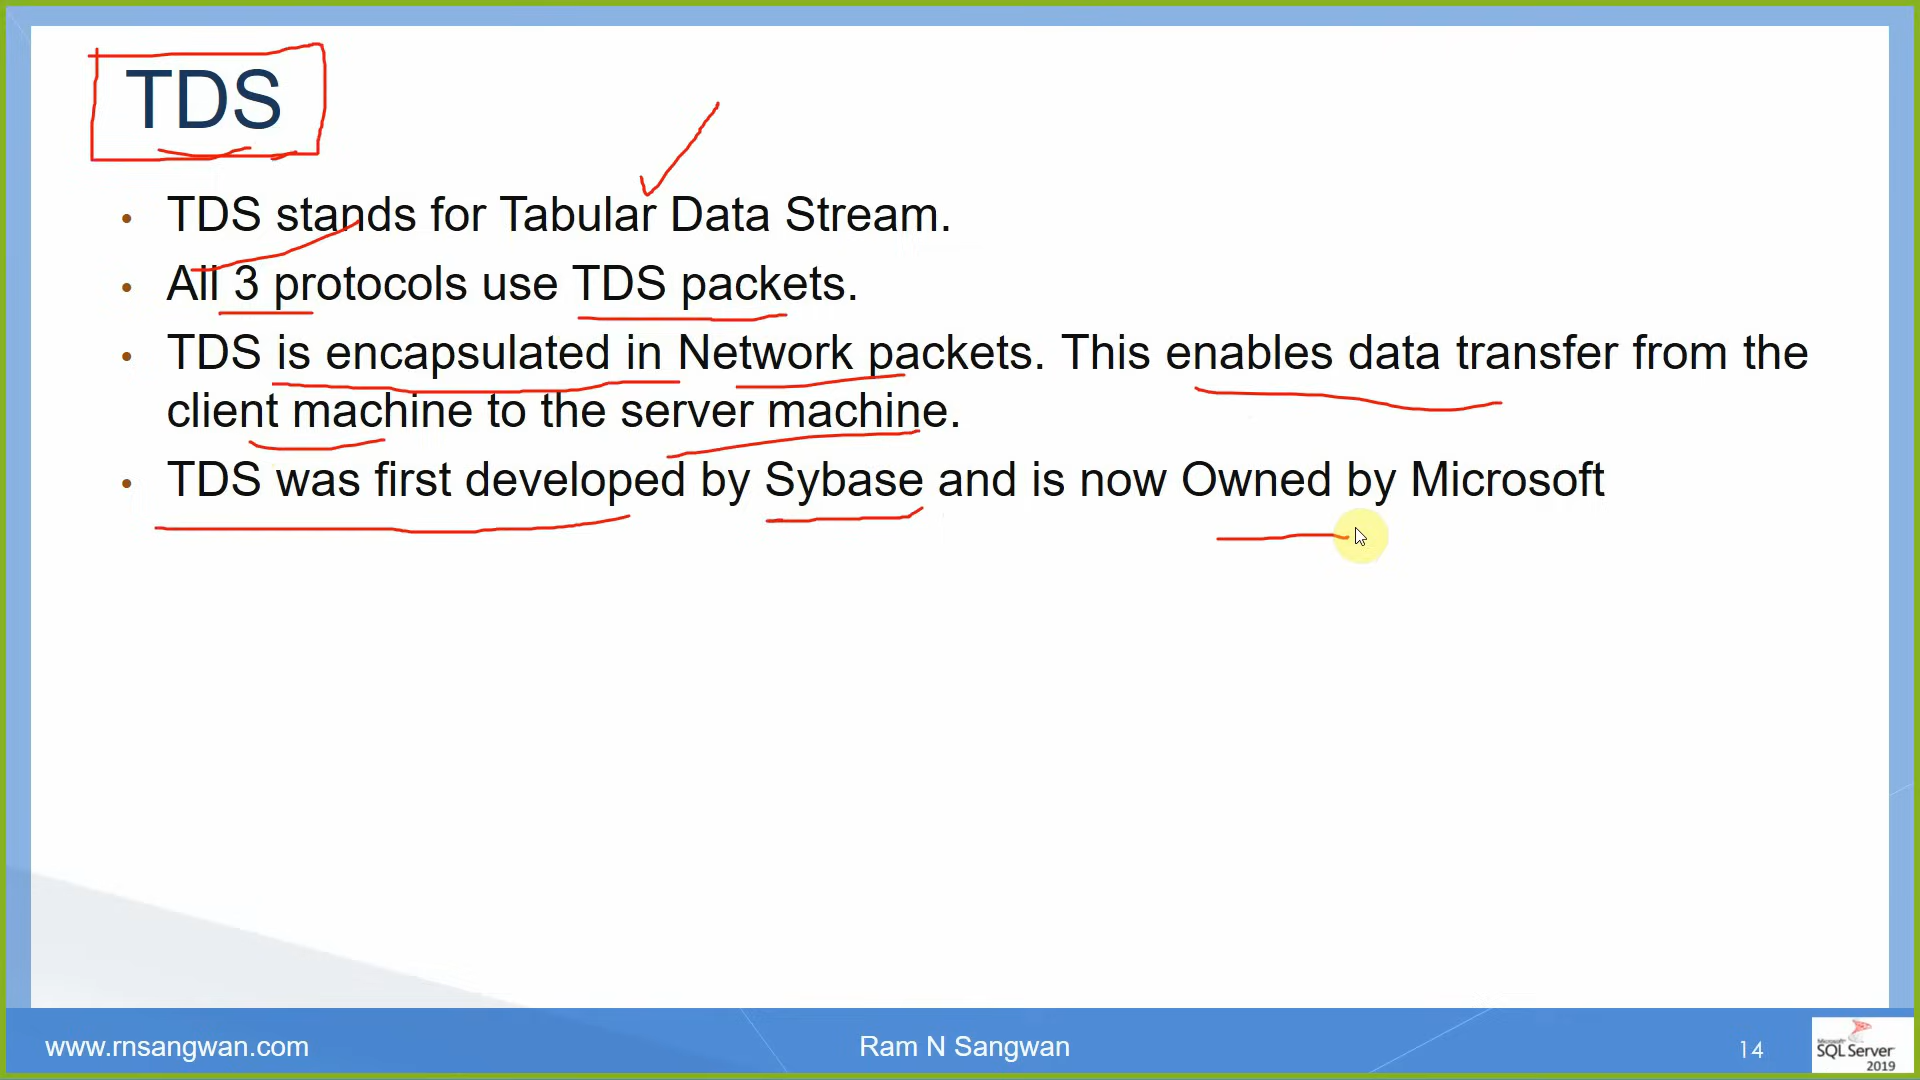 TDS
• TDS stands for Tabular Data Stream.
• All 3 protocols use TDS packets.
• TDS is encapsulated in Network packets. This enables data transfer from the
client machine to the server machine.
• TDS was first developed by Sybase and is now Owned by Microsoft
www.rnsangwan.com
Ram N Sangwan
14
Microsoft
SQL Server
2019